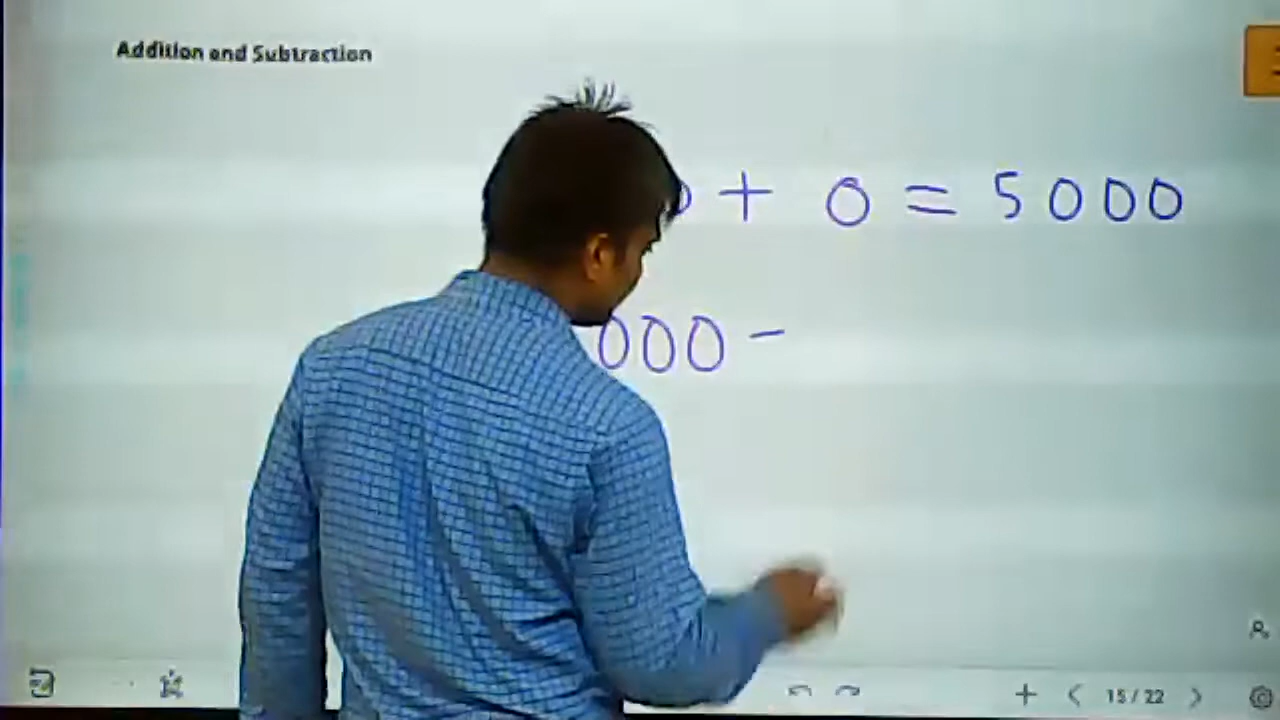 Addition and Subtraction
+ 0 = 5000
000 -
15 / 22